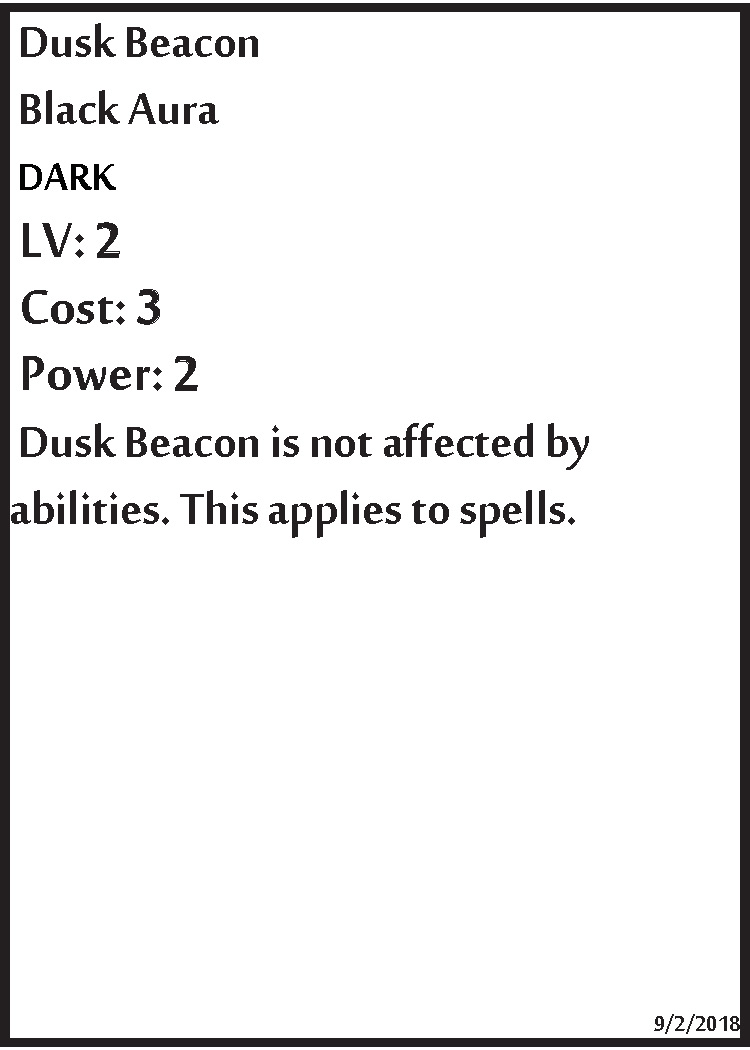 Dusk Beacon
Black Aura
DARK
LV: 2
Cost: 3
Power: 2
Dusk Beacon is not affected by
abilities. This applies to spells.
9/2/2018